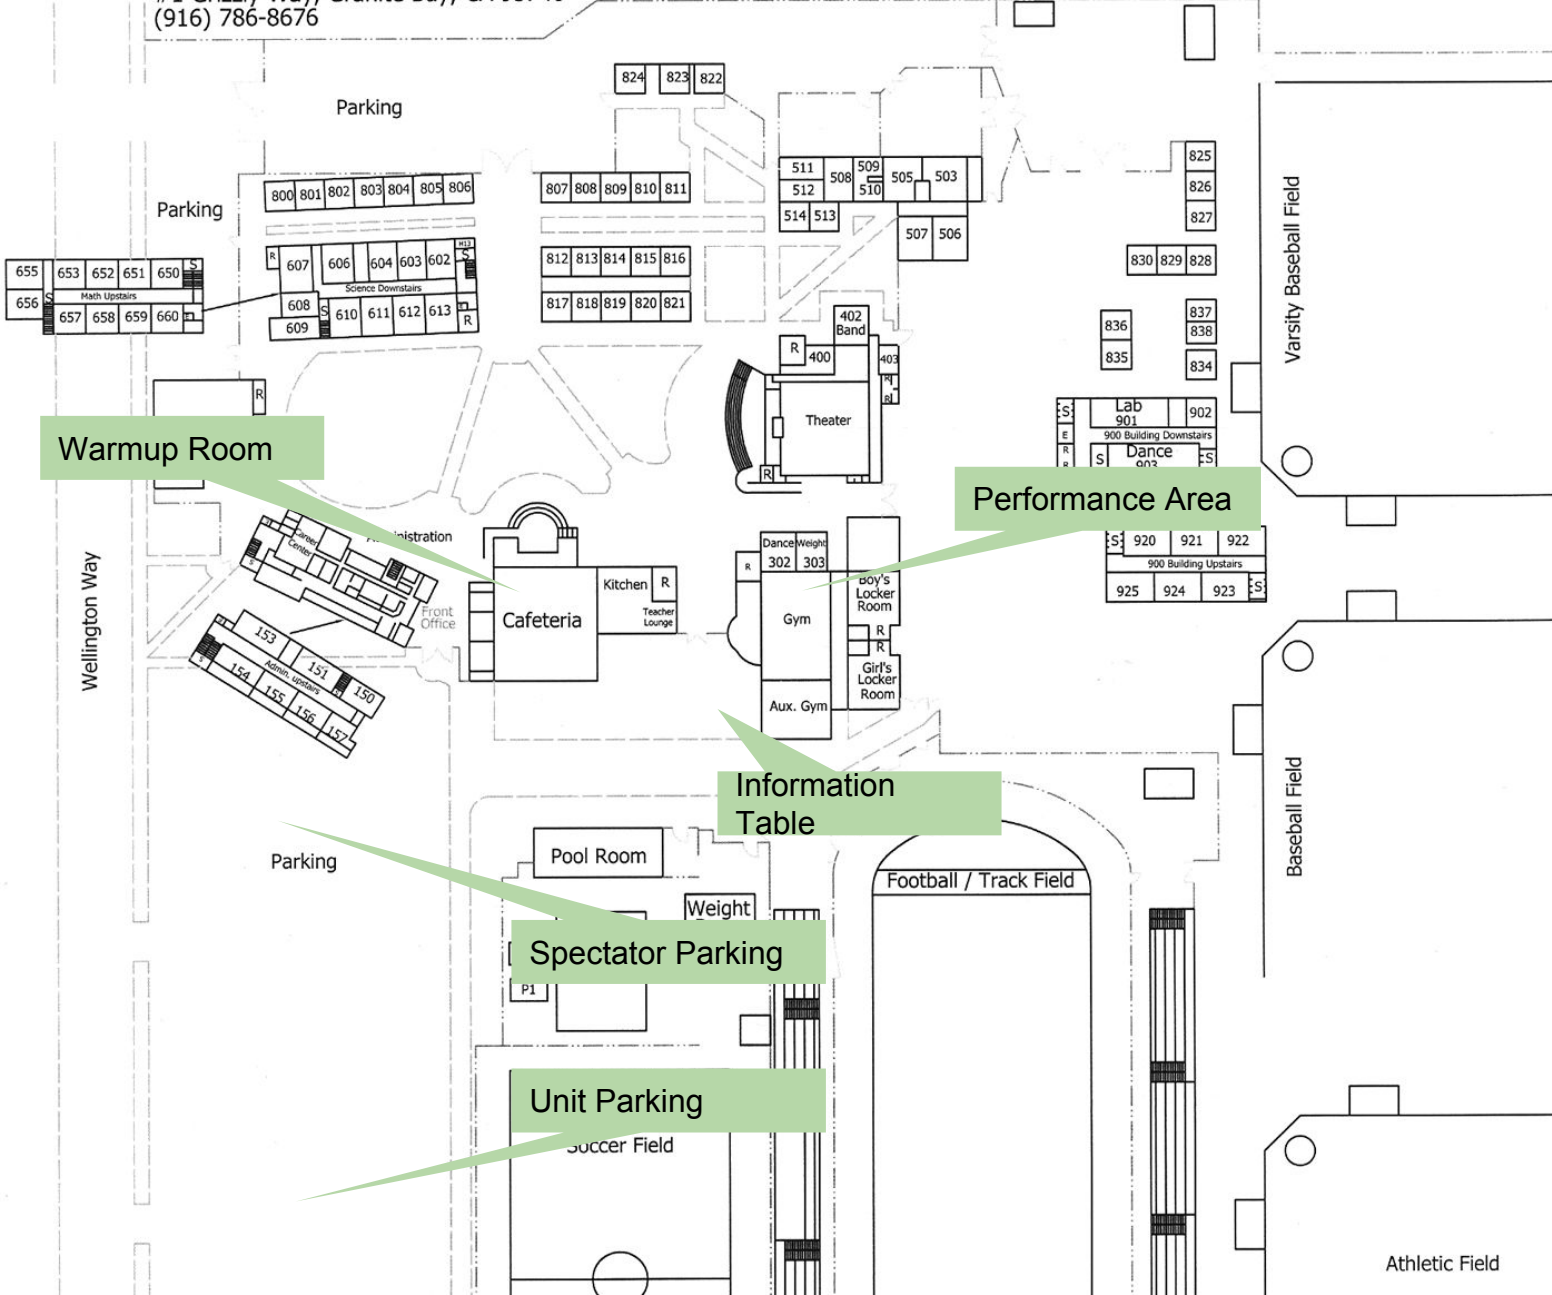 (916) 786-8676
824 823 822
Parking
825
826
827
511
512
508
509
510
505
503
514 513
507 506
800 801 802 803 804 805 806
807 808 809 810 811
Parking
Varsity Baseball Field
655 653 652 651 650 S
656 S
Math Upstairs
657 658 659 660
R 607 606 604 603 602 S
Science Downstairs
608
609
S 610 611 612 613 R
812 813 814 815 816
817 818 819 820 821
830 829 828
837
838
836
835
834
402
Band
R 400 403
R
R
Theater
R
R
S Lab
901
902
E
900 Building Downstairs
R
R
S Dance
903
S
Warmup Room
Performance Area
Career
Center
Administration
S 920 921 922
900 Building Upstairs
925 924 923 S
Dance
302
Weight
303
R
Kitchen R
Teacher
Lounge
Cafeteria
Gym
Boy's
Locker
Room
R
R
Girl's
Locker
Room
Aux. Gym
Front
Office
Wellington Way
153
151
150
Admin. upstairs
154
155
156
157
Information
Table
Baseball Field
Parking
Pool Room
Football / Track Field
Weight
Spectator Parking
P1
Unit Parking
Soccer Field
Athletic Field